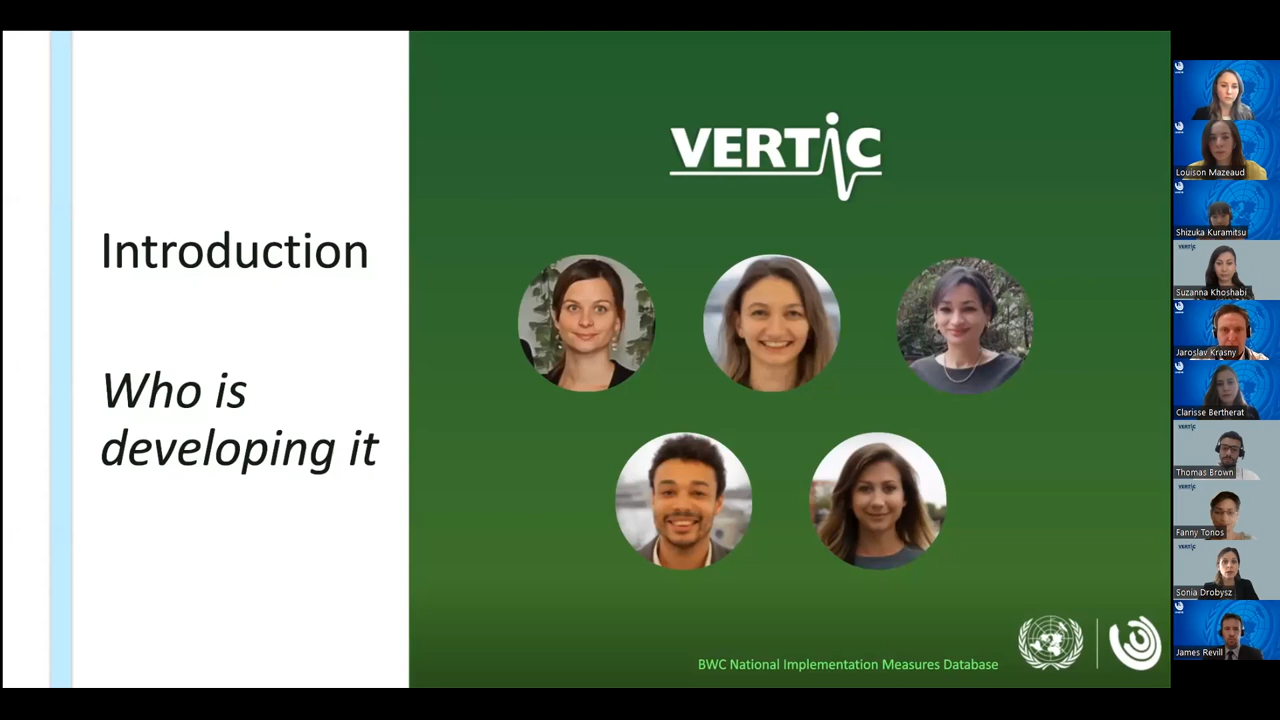 VERTIC
Introduction
Who is
developing it
BWC National Implementation Measures Database
Louison Mazeaud
Shizuka Kuramitsu
VERTIC
Suzanna Khoshabi
Jaroslav Krasny
Clarisse Bertherat
VERTIC
Thomas Brown
VERTIC
Fanny Tonos
VERTIC
Sonia Drobysz
James Revill